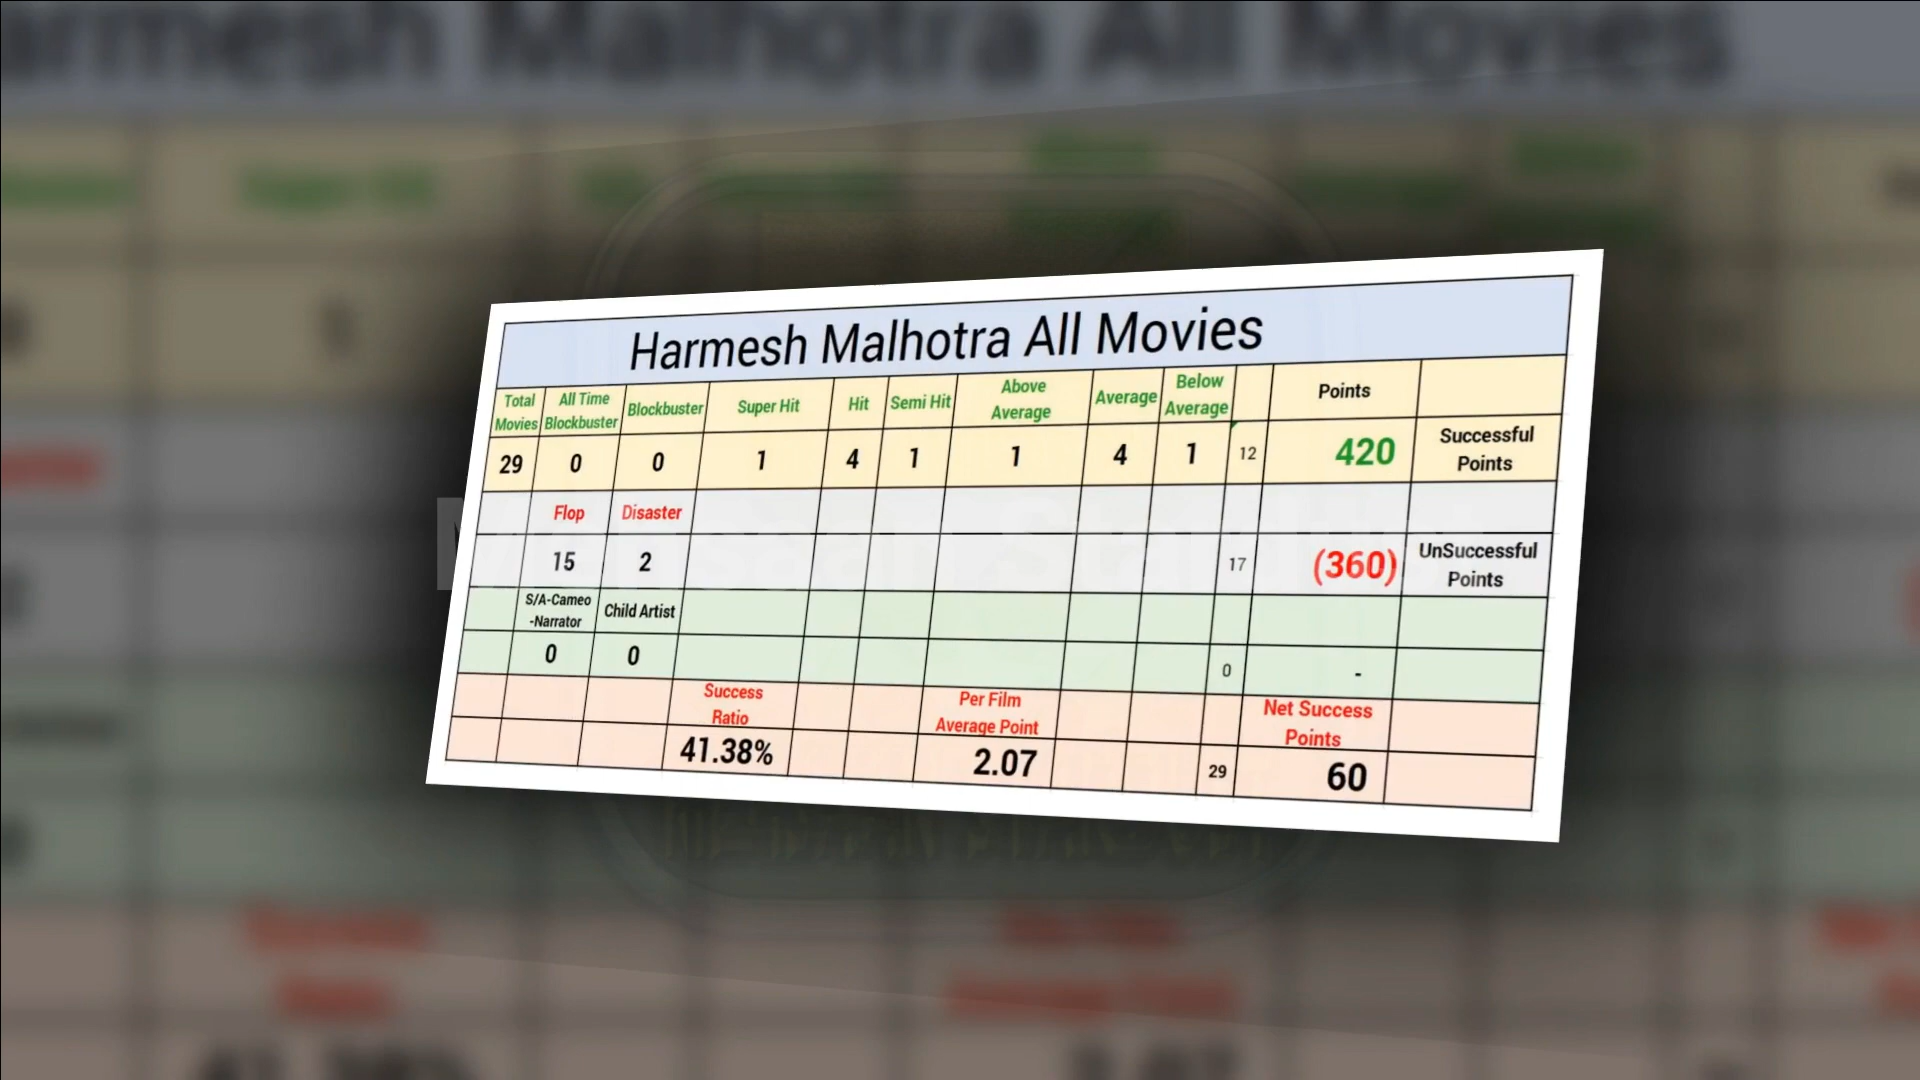 Harmesh Malhotra All Movies
Total Movies All Time Blockbuster Blockbuster Super Hit Hit Semi Hit Above Average Average Below Average Points
29 0 0 1 4 1 1 4 1 12 420 Successful Points
Flop Disaster
15 2 17 (360) UnSuccessful Points
S/A-Cameo -Narrator Child Artist
0 0 0 -
Success Ratio Per Film Average Point Net Success Points
41.38% 2.07 29 60